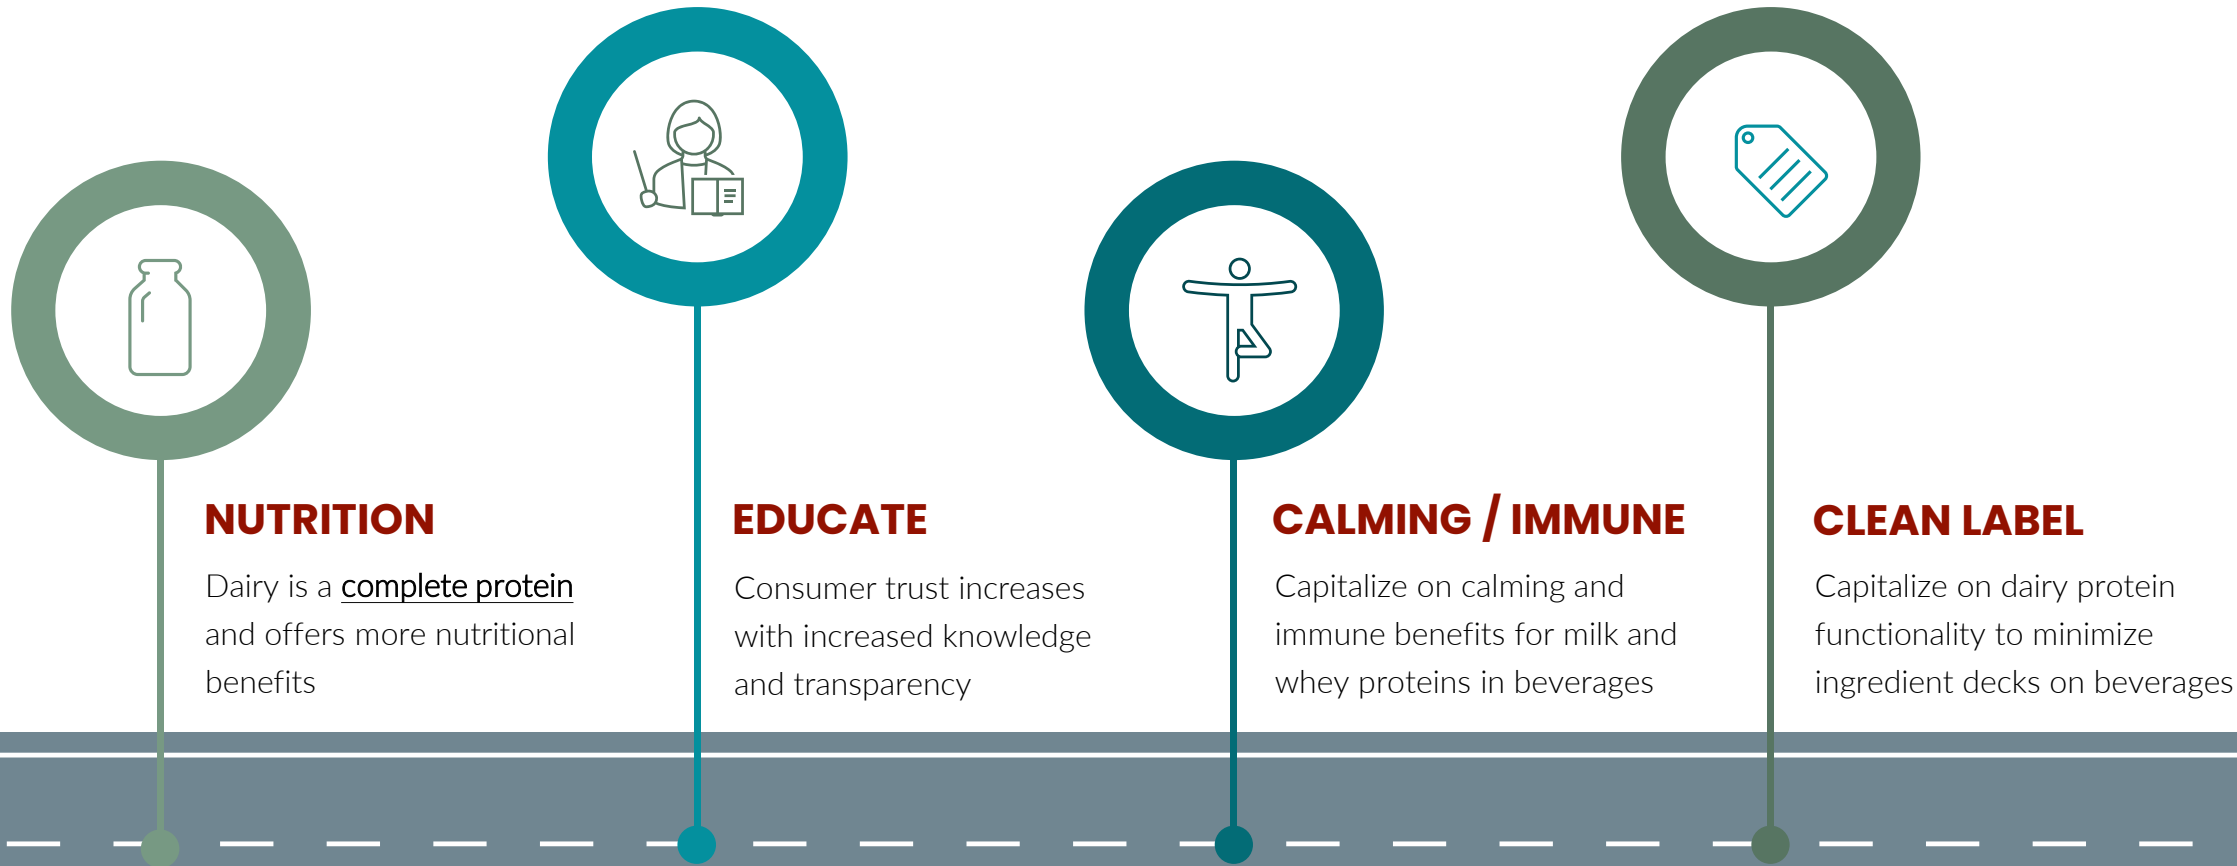 NUTRITION
Dairy is a complete protein
and offers more nutritional
benefits
EDUCATE
Consumer trust increases
with increased knowledge
and transparency
CALMING / IMMUNE
Capitalize on calming and
immune benefits for milk and
whey proteins in beverages
CLEAN LABEL
Capitalize on dairy protein
functionality to minimize
ingredient decks on beverages